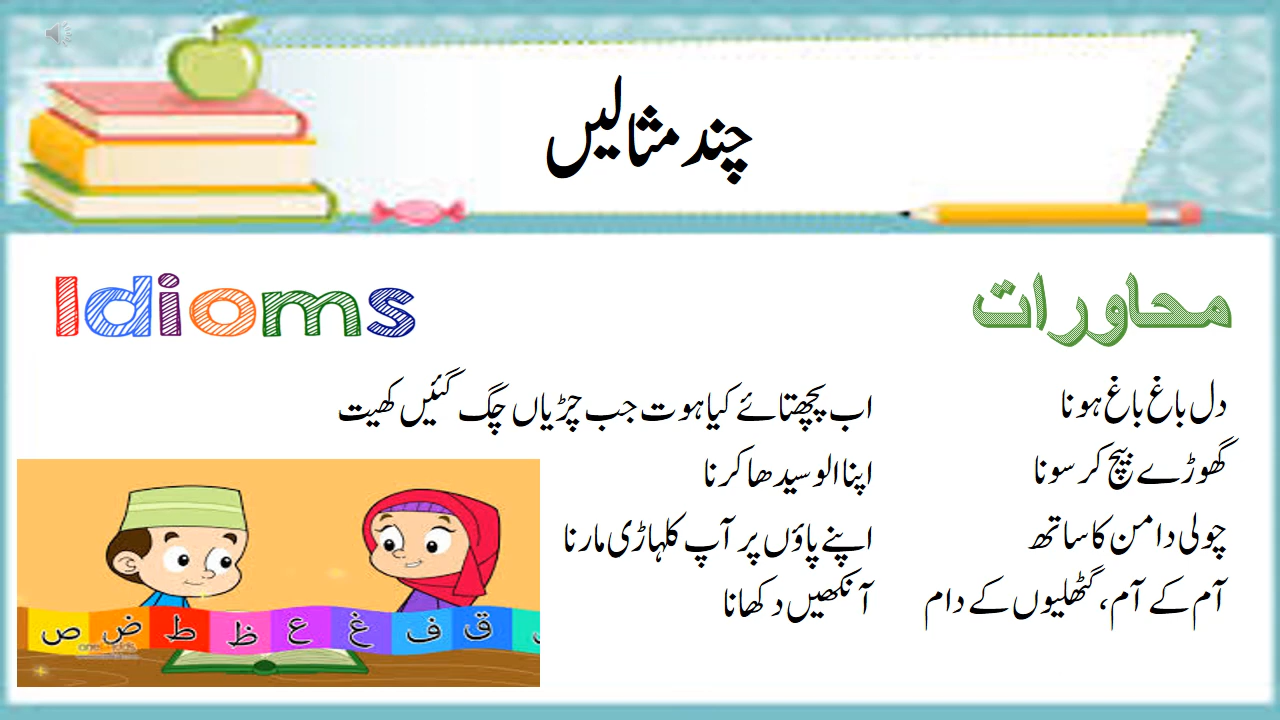 چند مثالیں
محاورات
Idioms
دل باغ باغ ہونا
گھوڑے بیچ کر سونا
چولی دامن کا ساتھ
آم کے آم، گٹھلیوں کے دام
اب پچھتائے کیا ہوت جب چڑیاں چگ گئیں کھیت
اپنا الو سیدھا کرنا
اپنے پاؤں پر آپ کلہاڑی مارنا
آنکھیں دکھانا
ص ض ط ظ ع غ ف ق